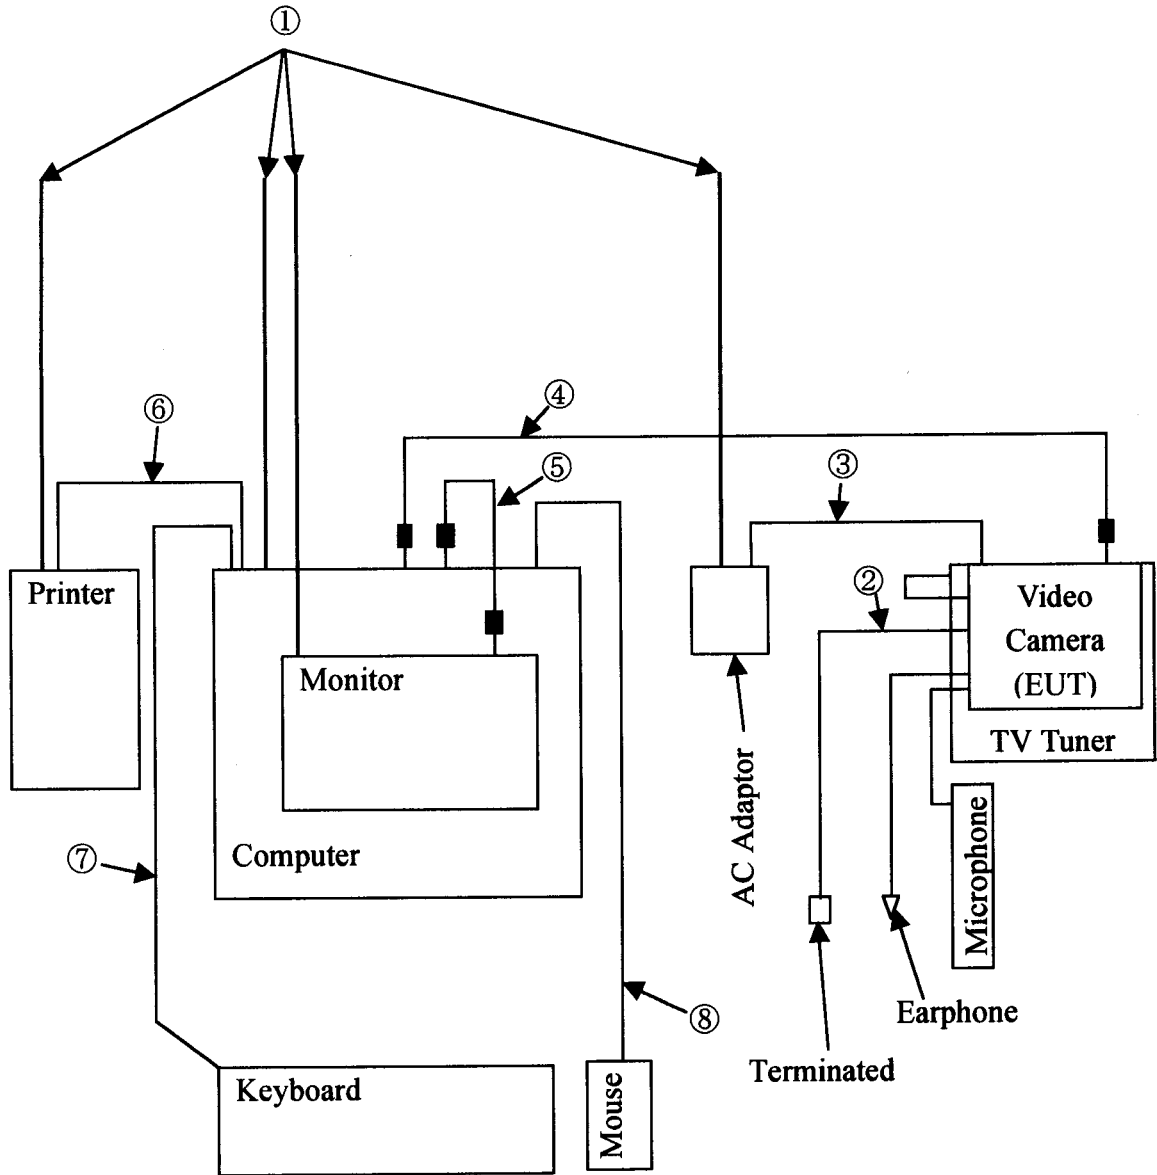 ①
④
⑥
⑤
③
②
Printer
Video
Camera
(EUT)
TV Tuner
Monitor
Computer
AC Adaptor
Microphone
⑦
⑧
Earphone
Terminated
Keyboard
Mouse